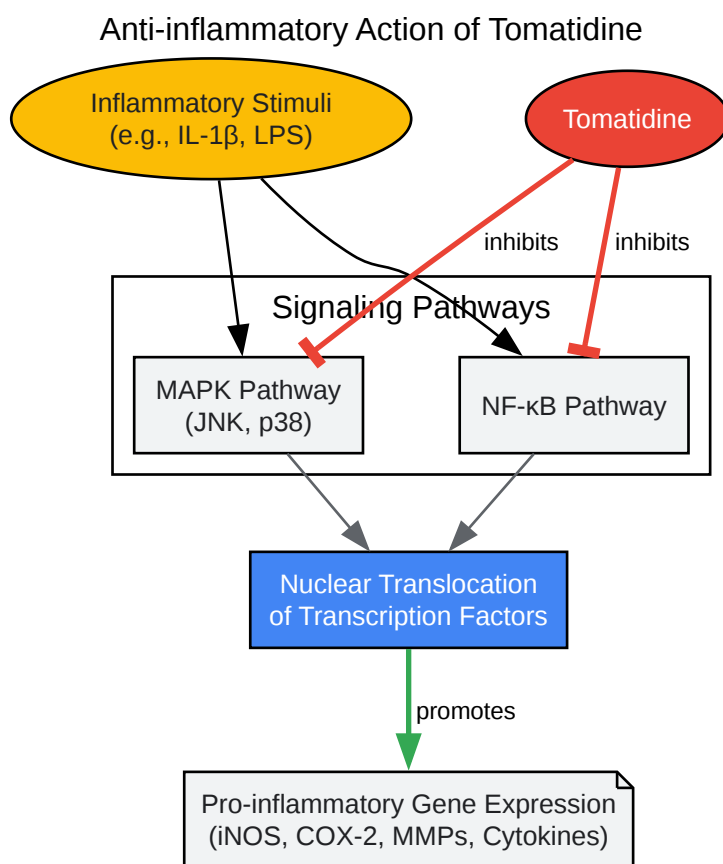 Anti-inflammatory Action of Tomatidine
Inflammatory Stimuli
(e.g., IL-1β, LPS)
Tomatidine
inhibits
inhibits
Signaling Pathways
MAPK Pathway
(JNK, p38)
NF-κB Pathway
Nuclear Translocation
of Transcription Factors
promotes
Pro-inflammatory Gene Expression
(iNOS, COX-2, MMPs, Cytokines)